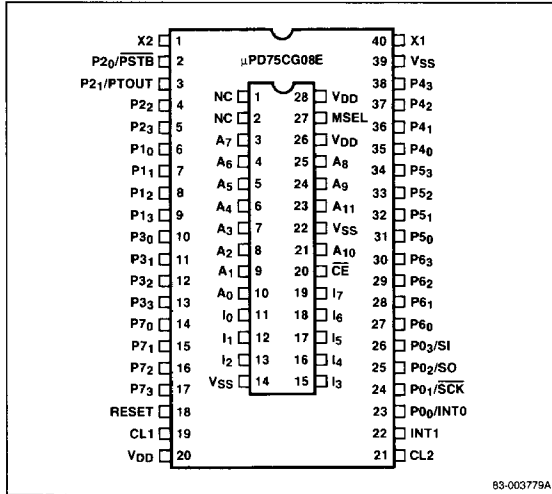 X2 1 40 X1
P2₀/P̅S̅T̅B̅ 2 μPD75CG08E 39 VSS
P2₁/PTOUT 3 38 P4₃
P2₂ 4 NC 1 28 VDD 37 P4₂
P2₃ 5 NC 2 27 MSEL 36 P4₁
P1₀ 6 A₇ 3 26 VDD 35 P4₀
P1₁ 7 A₆ 4 25 A₈ 34 P5₃
P1₂ 8 A₅ 5 24 A₉ 33 P5₂
P1₃ 9 A₄ 6 23 A₁₁ 32 P5₁
P3₀ 10 A₃ 7 22 VSS 31 P5₀
P3₁ 11 A₂ 8 21 A₁₀ 30 P6₃
P3₂ 12 A₁ 9 20 C̅E̅ 29 P6₂
P3₃ 13 A₀ 10 19 I₇ 28 P6₁
P7₀ 14 I₀ 11 18 I₆ 27 P6₀
P7₁ 15 I₁ 12 17 I₅ 26 P0₃/SI
P7₂ 16 I₂ 13 16 I₄ 25 P0₂/SO
P7₃ 17 VSS 14 15 I₃ 24 P0₁/S̅C̅K̅
RESET 18 23 P0₀/INT0
CL1 19 22 INT1
VDD 20 21 CL2
83-003779A